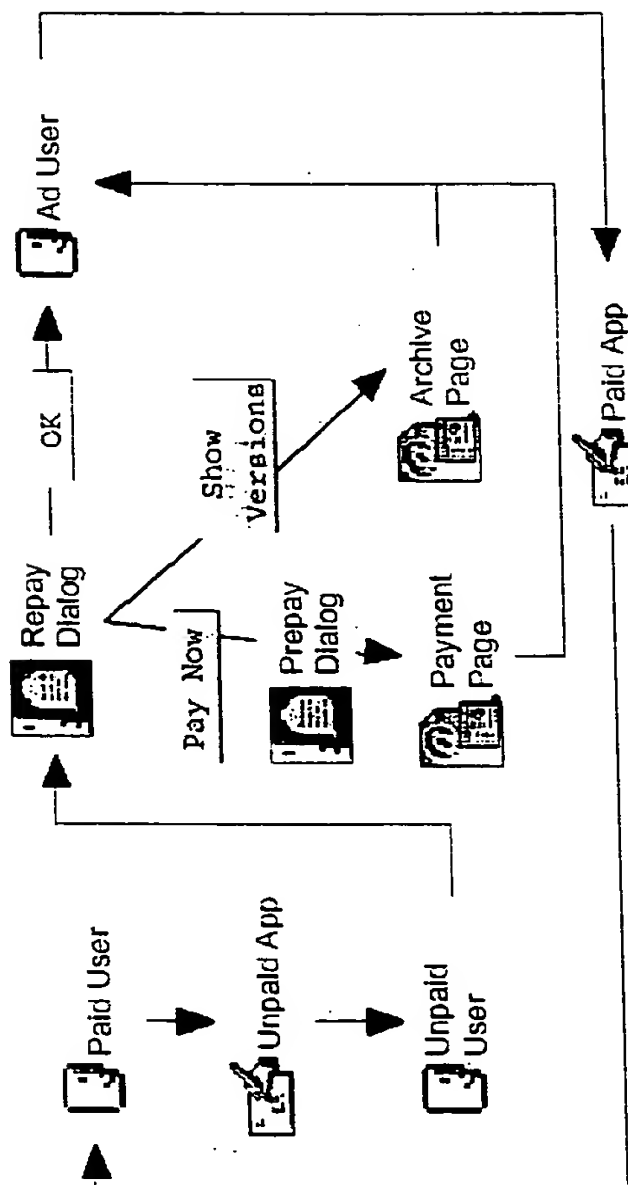 Paid User
Unpaid App
Unpaid
User
Repay
Dialog
OK
Pay Now
Show
Versions
Prepay
Dialog
Payment
Page
Archive
Page
Ad User
Paid App